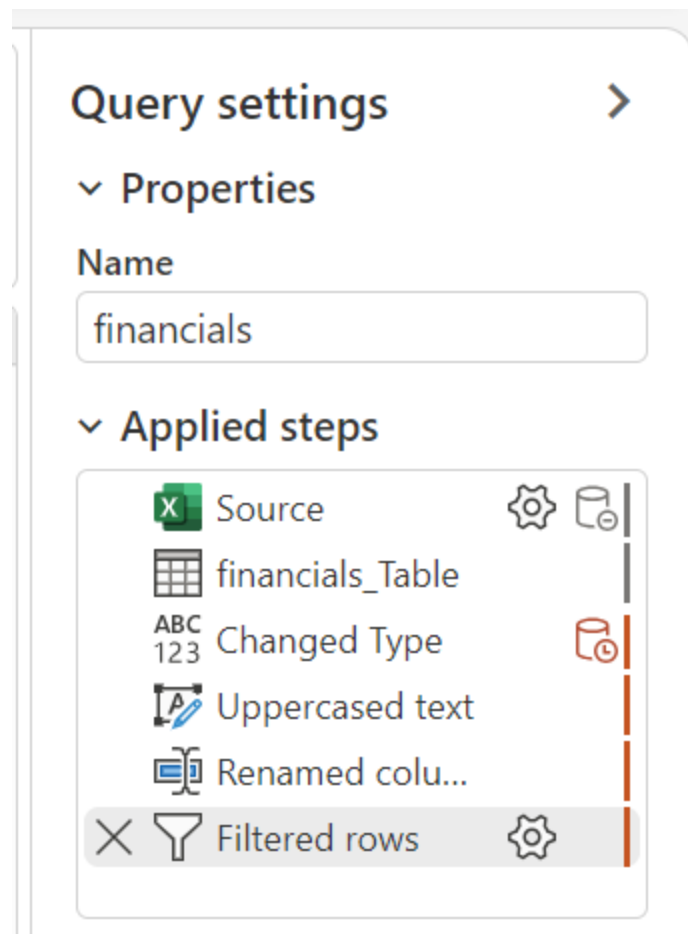 Query settings
Properties
Name
financials
Applied steps
Source
financials_Table
ABC
123
Changed Type
Uppercased text
Renamed colu...
Filtered rows